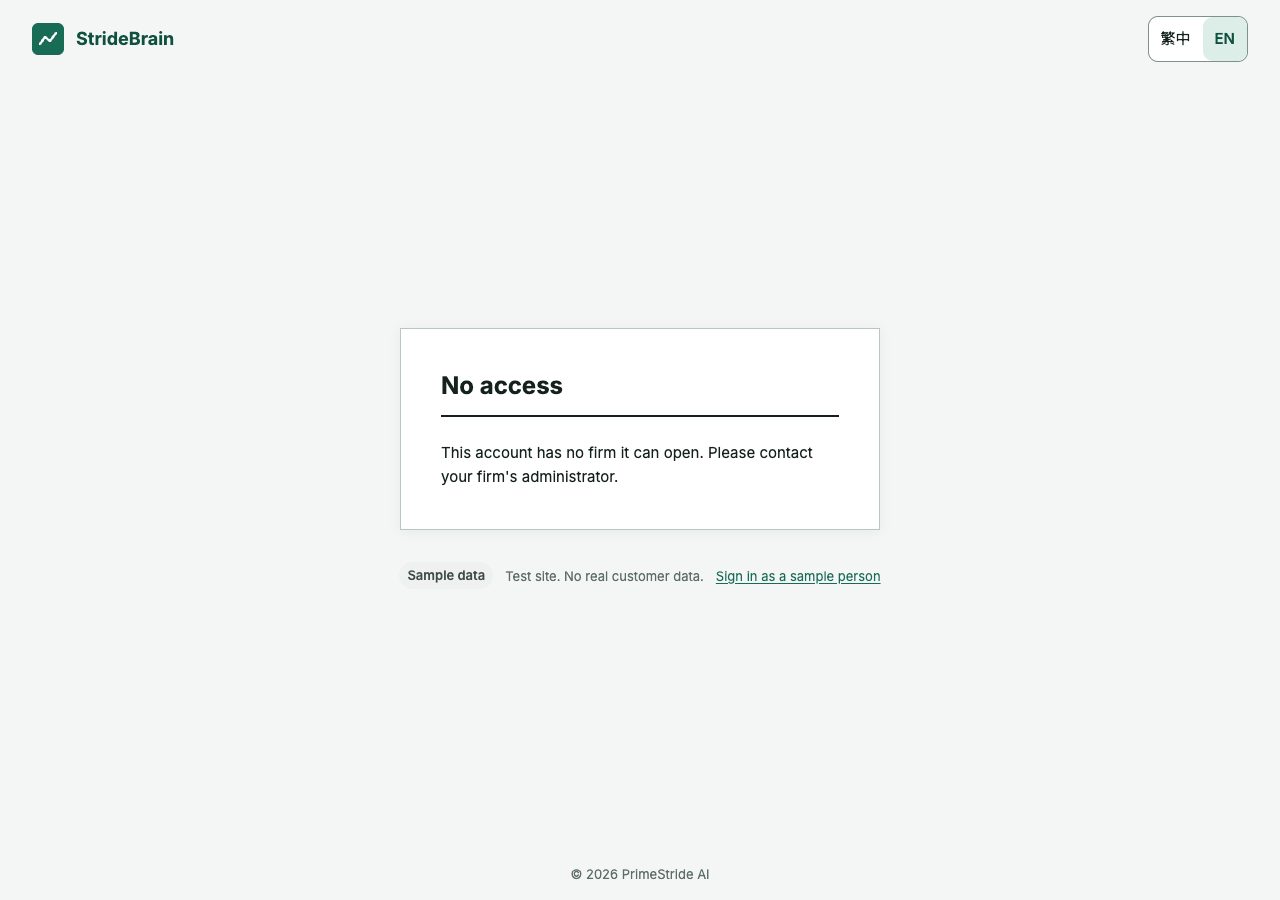 StrideBrain
繁中
EN
No access
This account has no firm it can open. Please contact
your firm's administrator.
Sample data
Test site. No real customer data.
Sign in as a sample person
© 2026 PrimeStride AI